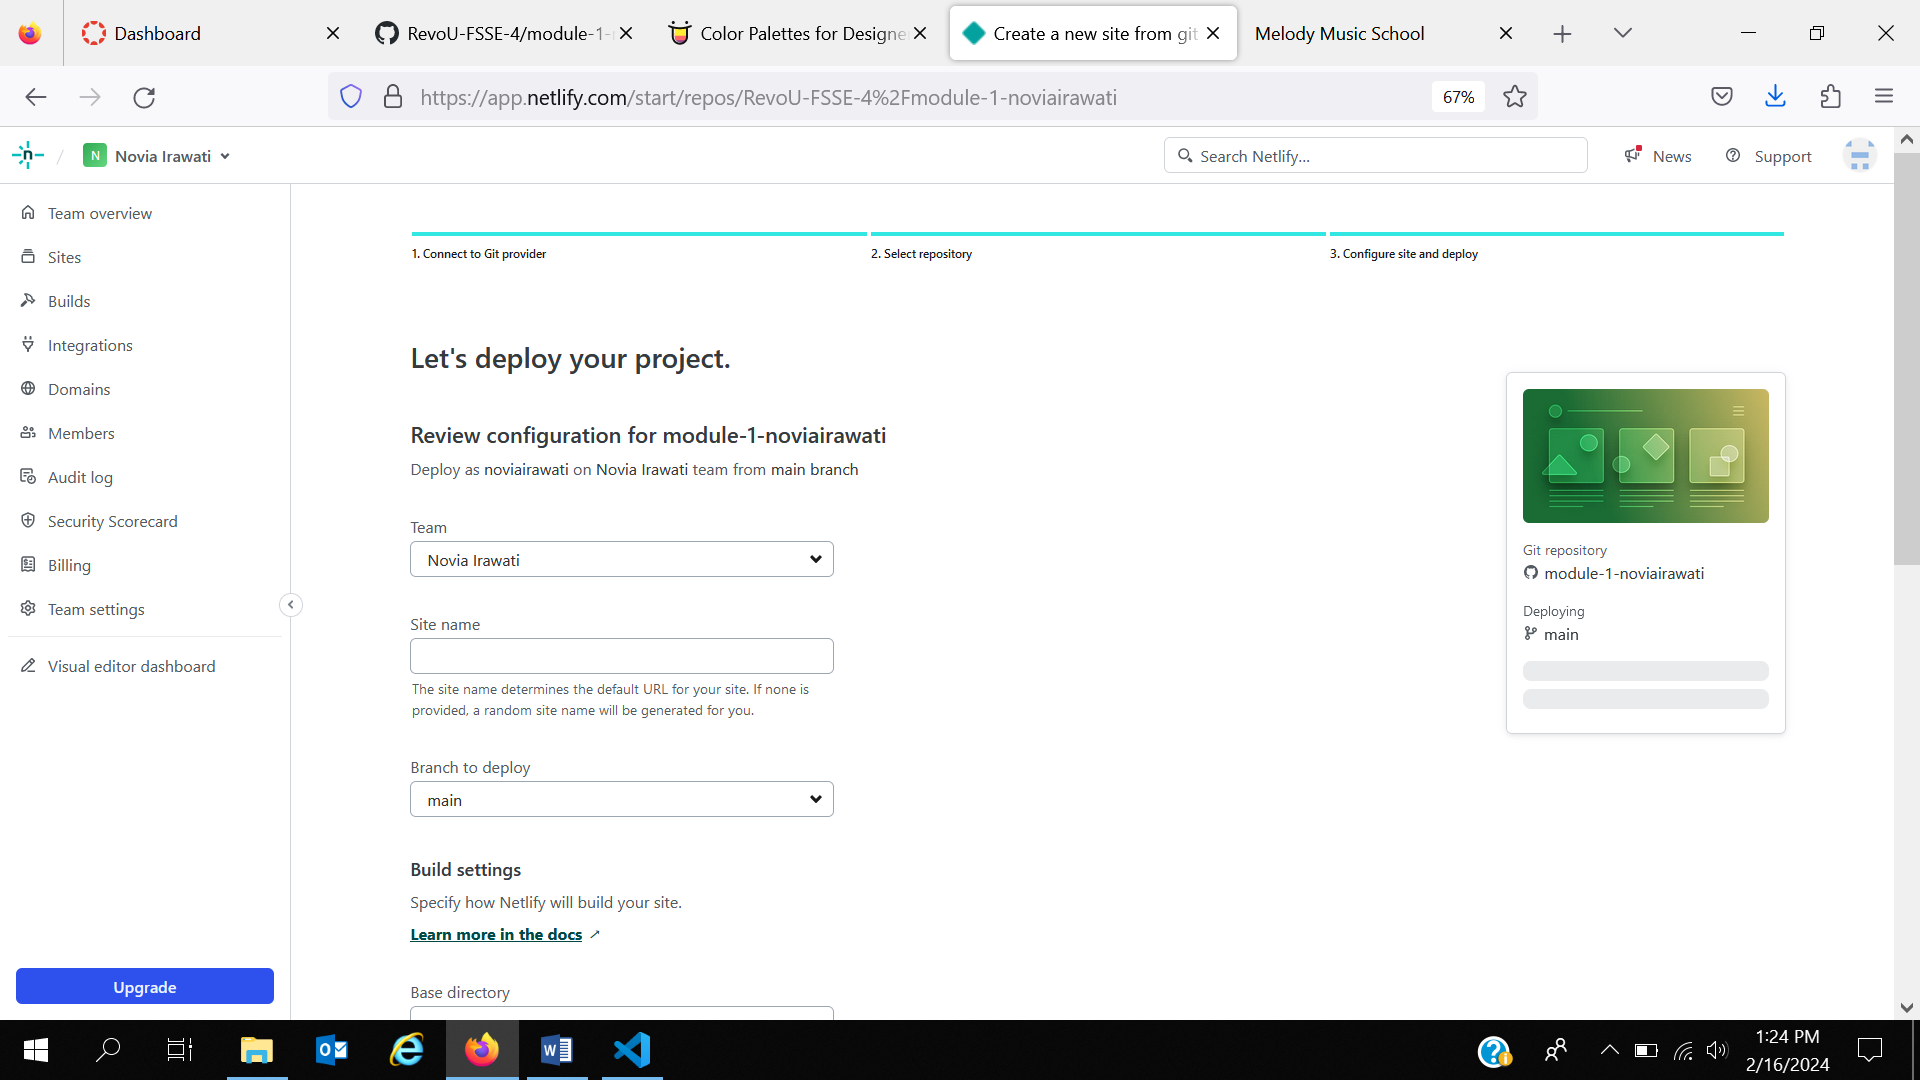 Dashboard
RevoU-FSSE-4/module-1-
Color Palettes for Designe
Create a new site from git
Melody Music School
https://app.netlify.com/start/repos/RevoU-FSSE-4%2Fmodule-1-noviairawati
67%
n
/
N
Novia Irawati
Search Netlify...
News
Support
Team overview
Sites
Builds
Integrations
Domains
Members
Audit log
Security Scorecard
Billing
Team settings
Visual editor dashboard
Upgrade
1. Connect to Git provider
2. Select repository
3. Configure site and deploy
Let's deploy your project.
Review configuration for module-1-noviairawati
Deploy as noviairawati on Novia Irawati team from main branch
Team
Novia Irawati
Site name
The site name determines the default URL for your site. If none is
provided, a random site name will be generated for you.
Branch to deploy
main
Build settings
Specify how Netlify will build your site.
Learn more in the docs
Base directory
Git repository
module-1-noviairawati
Deploying
main
1:24 PM
2/16/2024